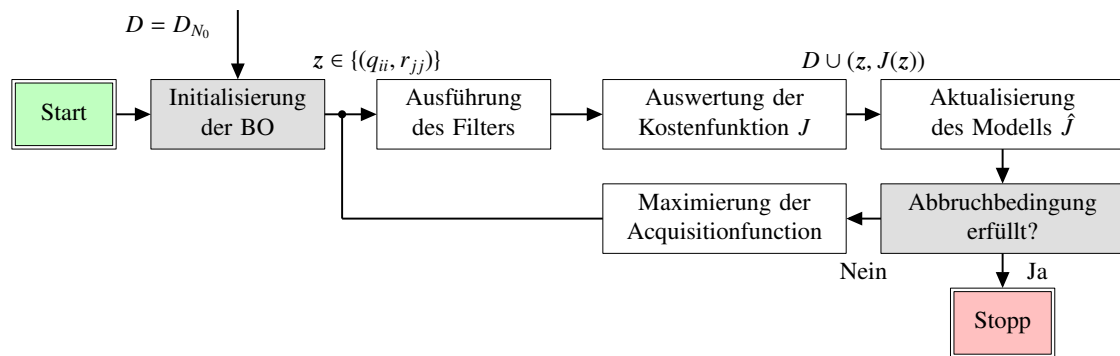 D = D_{N_0}
z ∈ {(q_{ii}, r_{jj})}
D ∪ (z, J(z))
Start
Initialisierung
der BO
Ausführung
des Filters
Auswertung der
Kostenfunktion J
Aktualisierung
des Modells Ĵ
Maximierung der
Acquisitionfunction
Abbruchbedingung
erfüllt?
Nein
Ja
Stopp